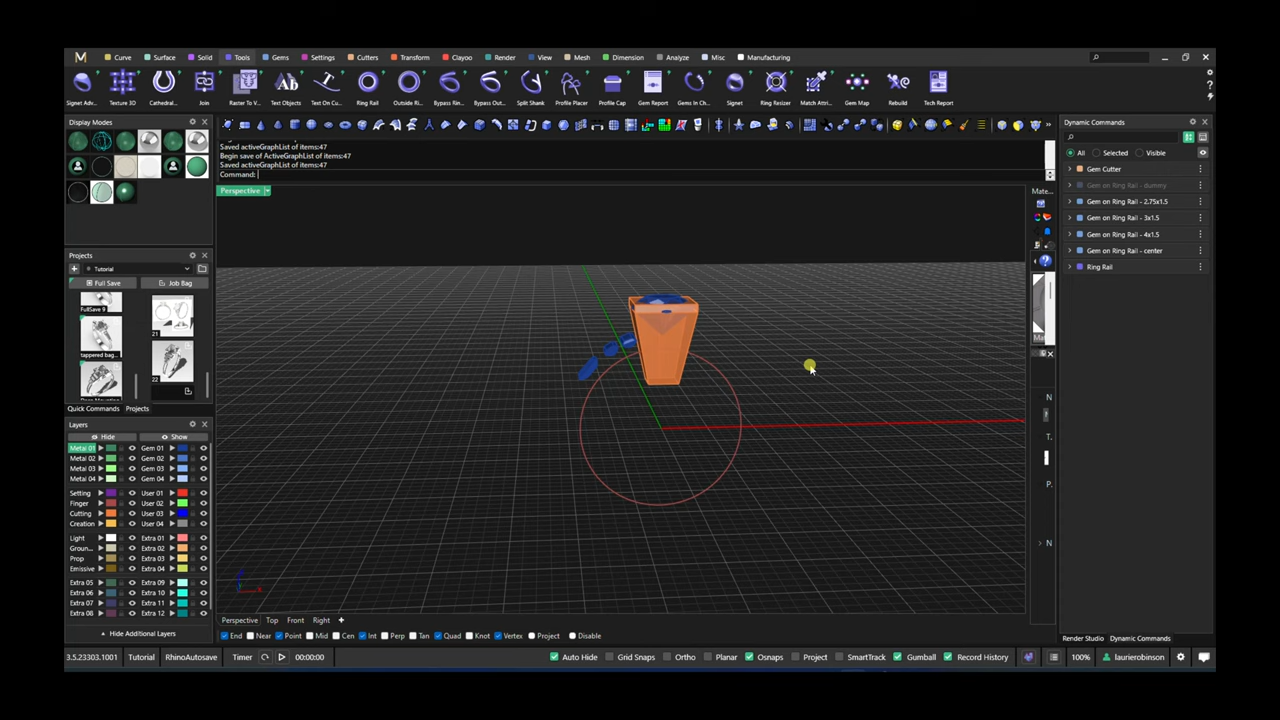 Curve Surface Solid Tools Gems Settings Cutters Transform Clayoo Render View Mesh Dimension Analyze Misc Manufacturing
Signet Adv... Texture 3D Cathedral... Join Raster To V... Text Objects Text On Cu... Ring Rail Outside Ri... Bypass Rin... Bypass Out... Split Shank Profile Placer Profile Cap Gem Report Gems In Ch... Signet Ring Resizer Match Attri... Gem Map Rebuild Tech Report
Display Modes
Saved activeGraphList of items:47
Begin save of ActiveGraphList of items:47
Saved activeGraphList of items:47
Command:
Perspective
Mate...
Dynamic Commands
All Selected Visible
Gem Cutter
Gem on Ring Rail - dummy
Gem on Ring Rail - 2.75x1.5
Gem on Ring Rail - 3x1.5
Gem on Ring Rail - 4x1.5
Gem on Ring Rail - center
Ring Rail
Projects
Tutorial
Full Save Job Bag
FullSave 9
21
tappered bag...
22
Quick Commands Projects
Layers
Hide Show
Metal 01 Gem 01
Metal 02 Gem 02
Metal 03 Gem 03
Metal 04 Gem 04
Setting User 01
Finger User 02
Cutting User 03
Creation User 04
Light Extra 01
Groun... Extra 02
Prop Extra 03
Emissive Extra 04
Extra 05 Extra 09
Extra 06 Extra 10
Extra 07 Extra 11
Extra 08 Extra 12
Hide Additional Layers
N
T.
P.
N
Perspective Top Front Right
End Near Point Mid Cen Int Perp Tan Quad Knot Vertex Project Disable
Render Studio Dynamic Commands
3.5.23303.1001 Tutorial RhinoAutosave Timer 00:00:00 Auto Hide Grid Snaps Ortho Planar Osnaps Project SmartTrack Gumball Record History 100% laurierobinson